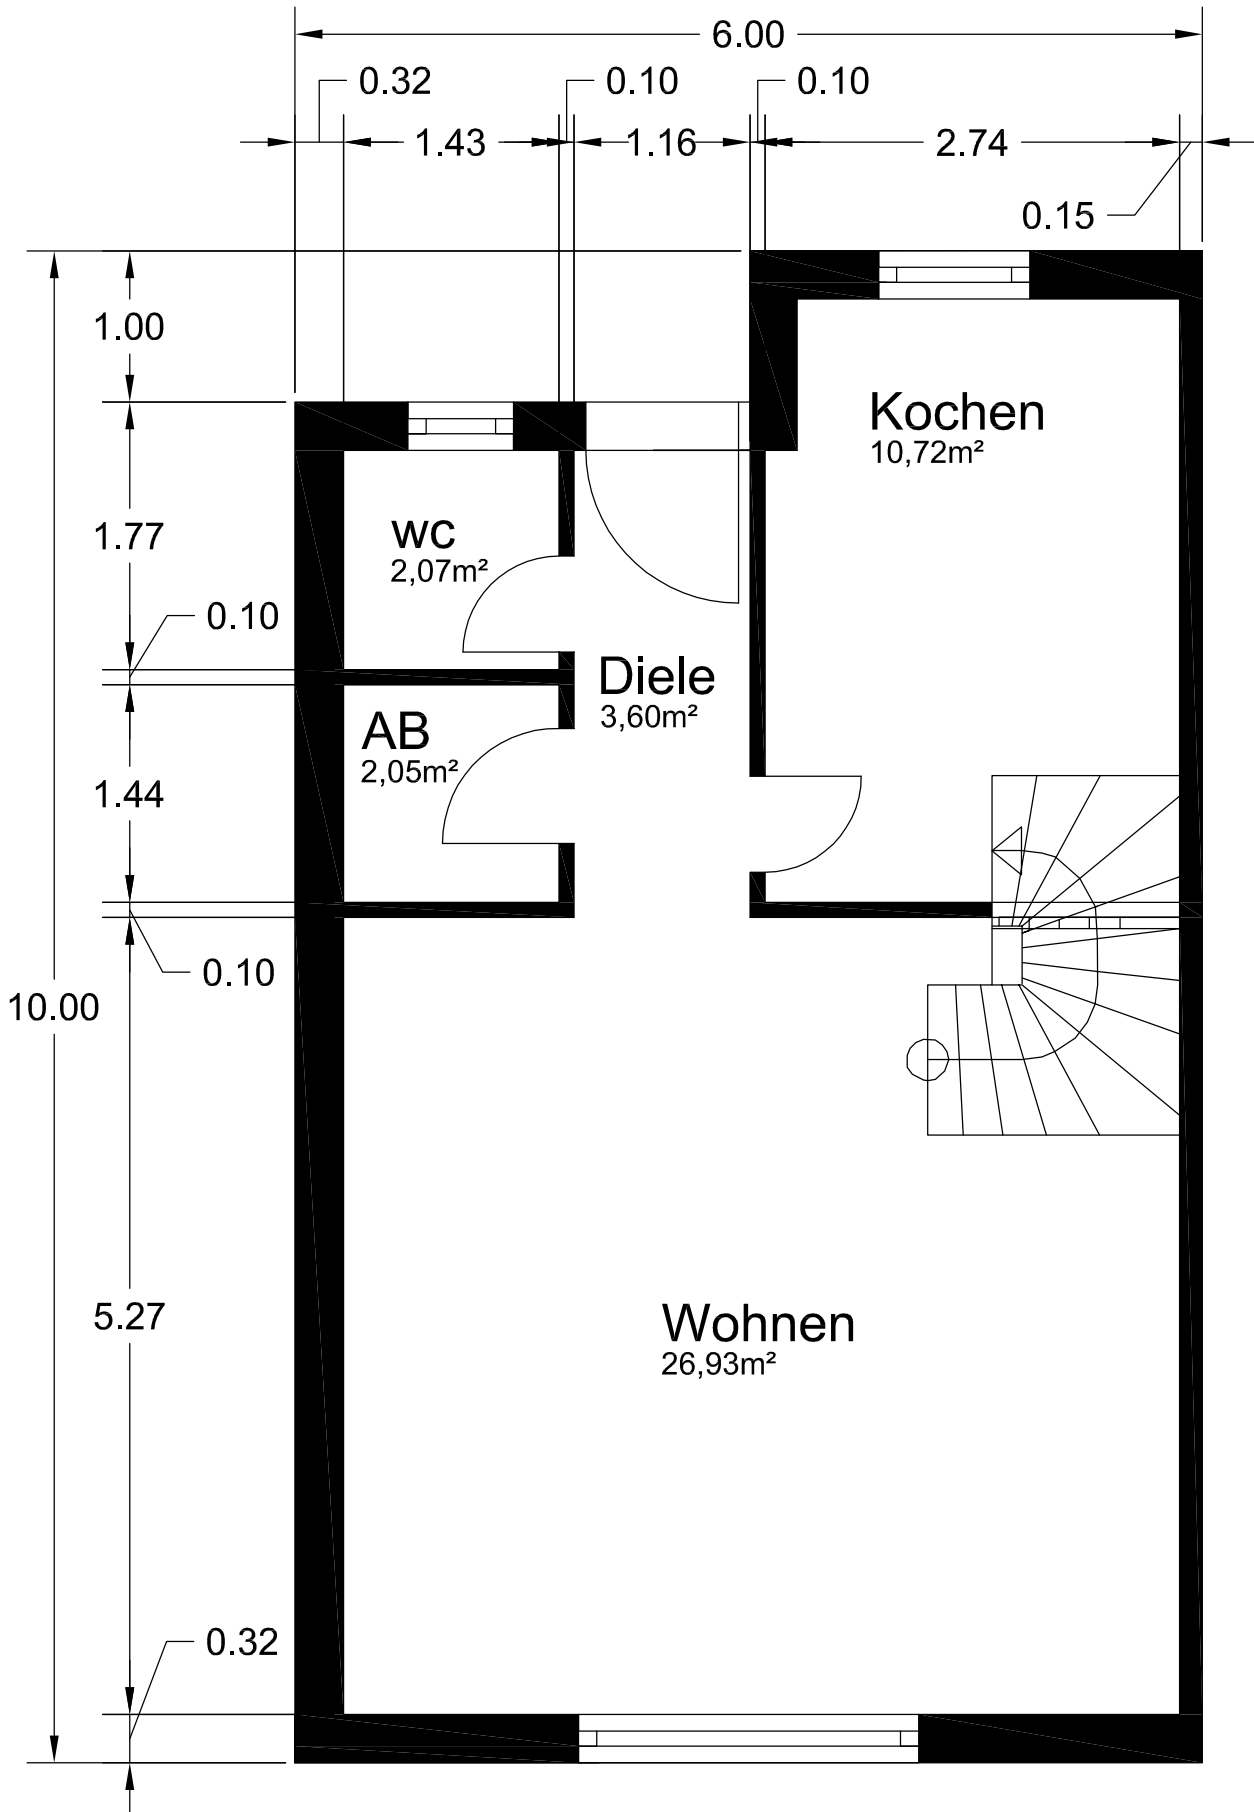 6.00
0.32
0.10
0.10
1.43
1.16
2.74
0.15
1.00
Kochen
10,72m²
1.77
wc
2,07m²
0.10
Diele
3,60m²
AB
2,05m²
1.44
0.10
10.00
5.27
Wohnen
26,93m²
0.32